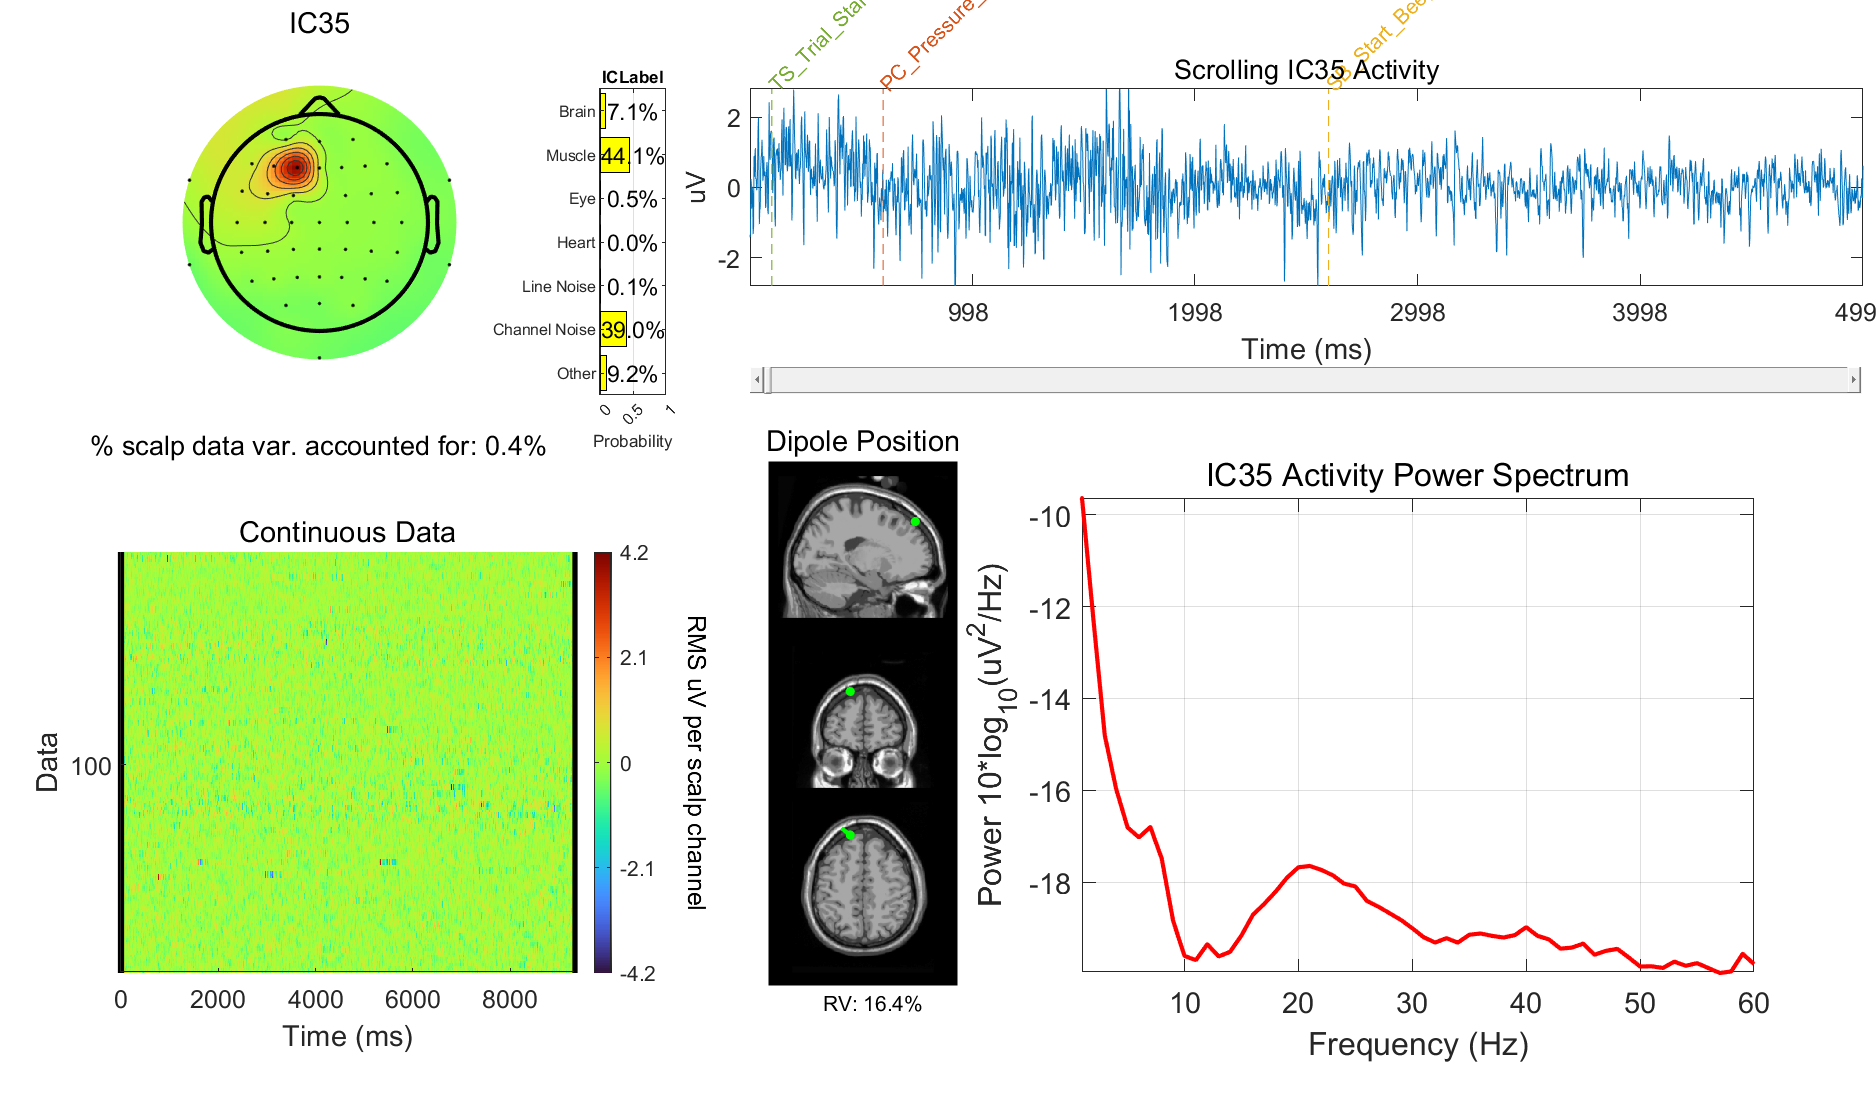 IC35
ICLabel
Brain 7.1%
Muscle 44.1%
Eye 0.5%
Heart 0.0%
Line Noise 0.1%
Channel Noise 39.0%
Other 9.2%
0 0.5 1
Probability
% scalp data var. accounted for: 0.4%
TS_Trial_Star
PC_Pressure_
SB_Start_Bee
Scrolling IC35 Activity
2
0
-2
uV
998 1998 2998 3998 499
Time (ms)
Continuous Data
Data
100
0 2000 4000 6000 8000
Time (ms)
4.2
2.1
0
-2.1
-4.2
RMS uV per scalp channel
Dipole Position
RV: 16.4%
IC35 Activity Power Spectrum
Power 10*log10(uV2/Hz)
-10
-12
-14
-16
-18
10 20 30 40 50 60
Frequency (Hz)